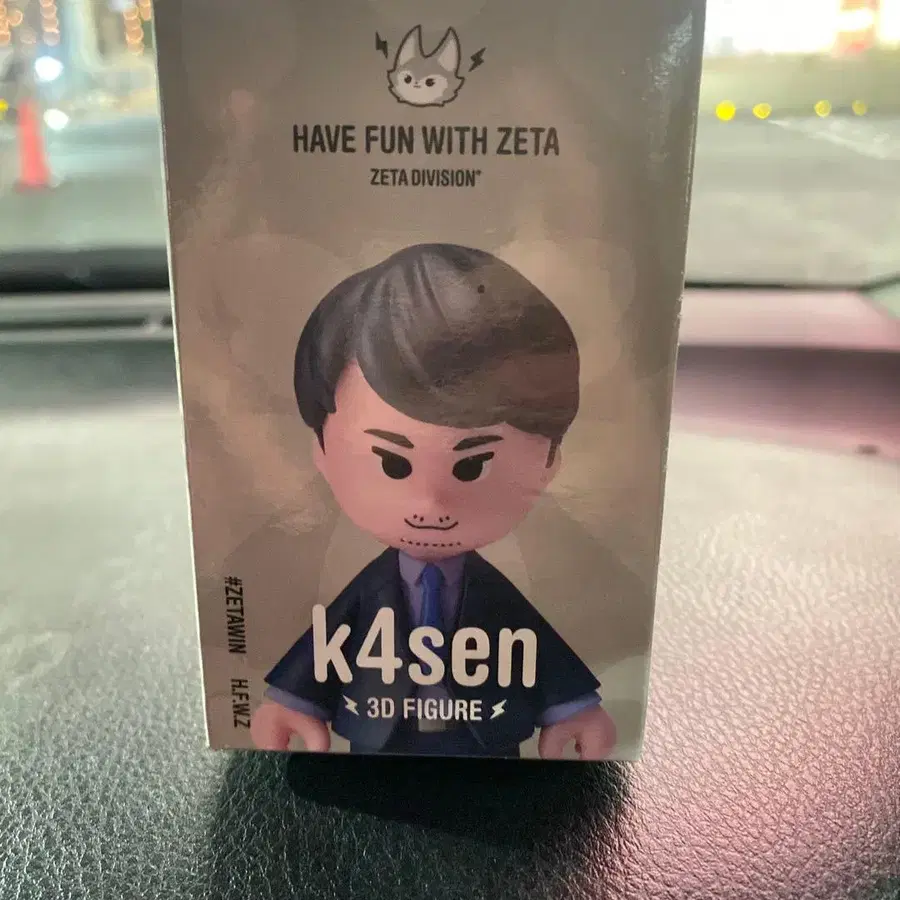 HAVE FUN WITH ZETA
ZETA DIVISION®
#ZETAWIN H.F.W.Z
k4sen
3D FIGURE